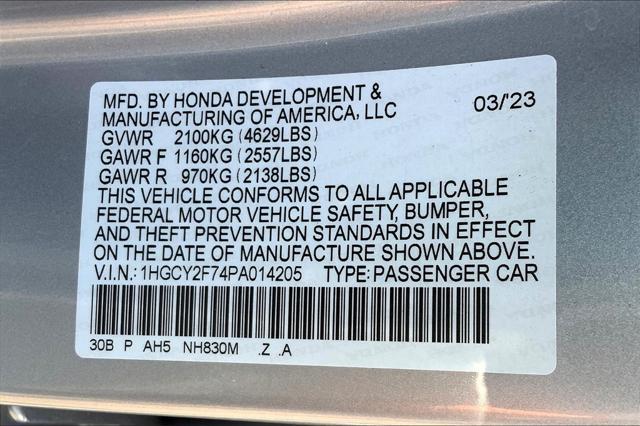 MFD. BY HONDA DEVELOPMENT &
MANUFACTURING OF AMERICA, LLC 03/'23
GVWR 2100KG (4629LBS)
GAWR F 1160KG (2557LBS)
GAWR R 970KG (2138LBS)
THIS VEHICLE CONFORMS TO ALL APPLICABLE
FEDERAL MOTOR VEHICLE SAFETY, BUMPER,
AND THEFT PREVENTION STANDARDS IN EFFECT
ON THE DATE OF MANUFACTURE SHOWN ABOVE.
V.I.N.: 1HGCY2F74PA014205 TYPE: PASSENGER CAR
30B P AH5 NH830M .Z .A